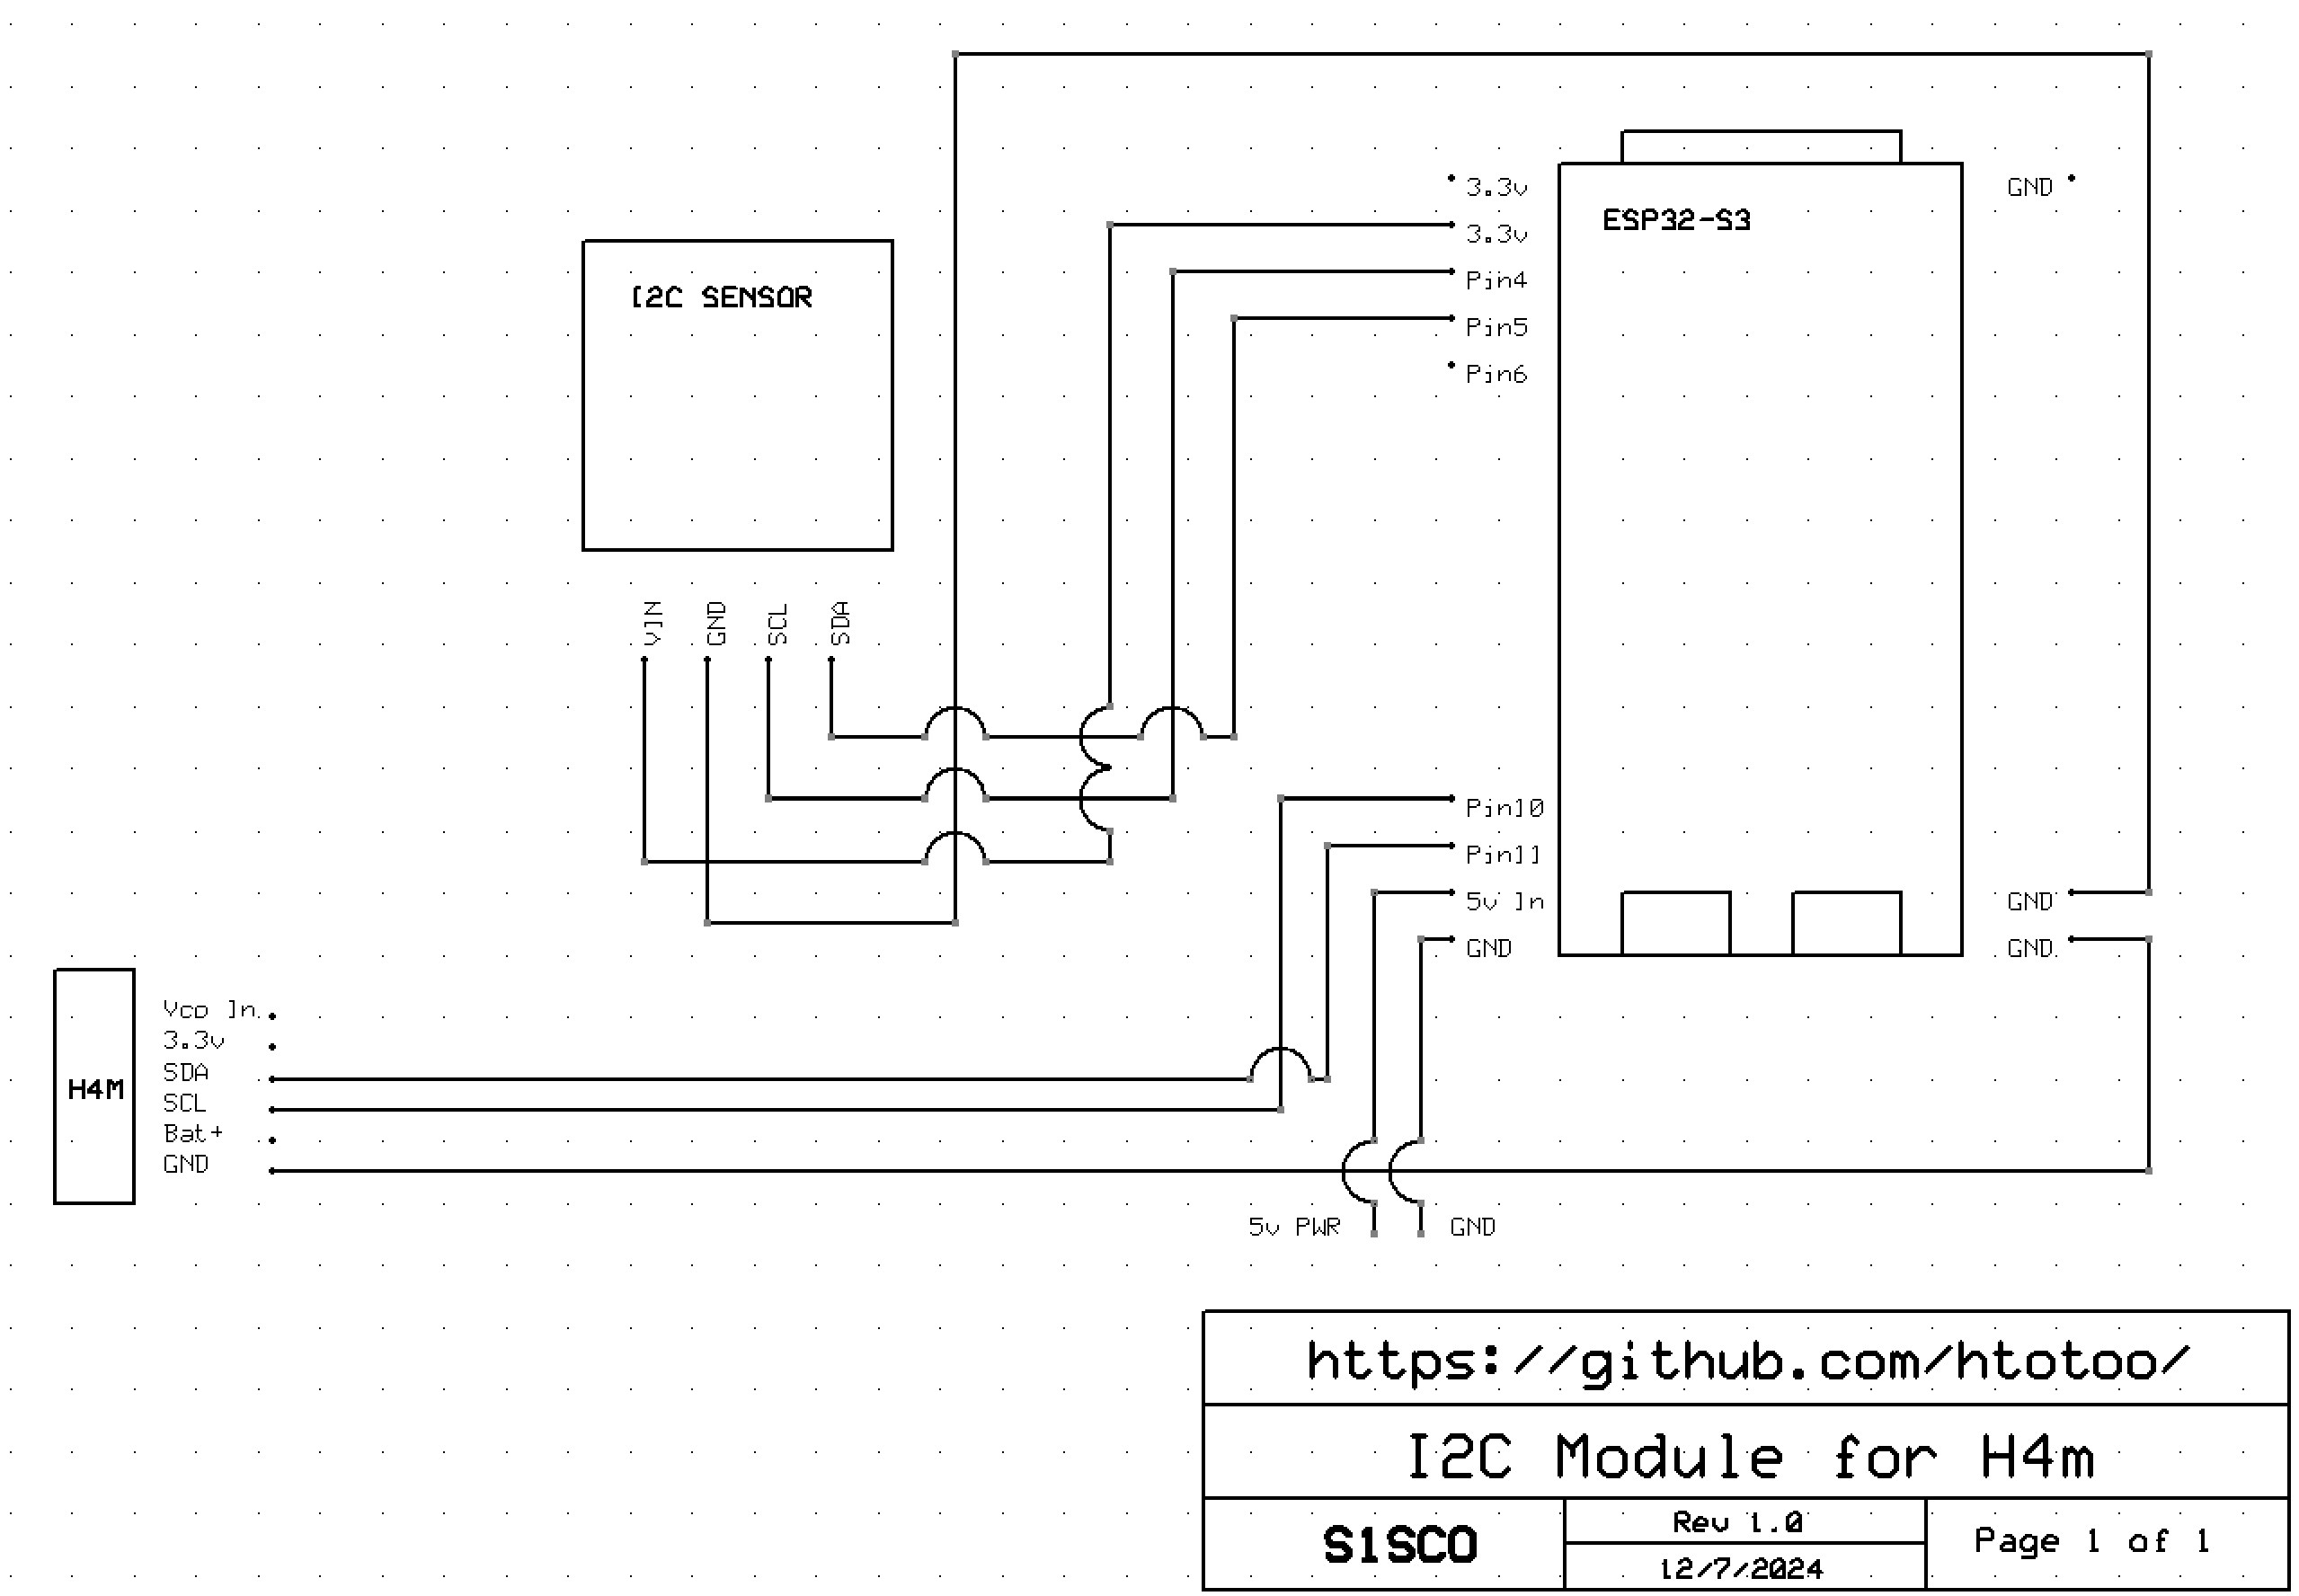 3.3v
GND
3.3v
ESP32-S3
Pin4
I2C SENSOR
Pin5
Pin6
VIN
GND
SCL
SDA
Pin10
Pin11
5v In
GND
GND
GND
H4M
Vcp In
3.3v
SDA
SCL
Bat+
GND
5v PWR
GND
https://github.com/htotoo/
I2C Module for H4m
S1SCO
Rev 1.0
12/7/2024
Page 1 of 1